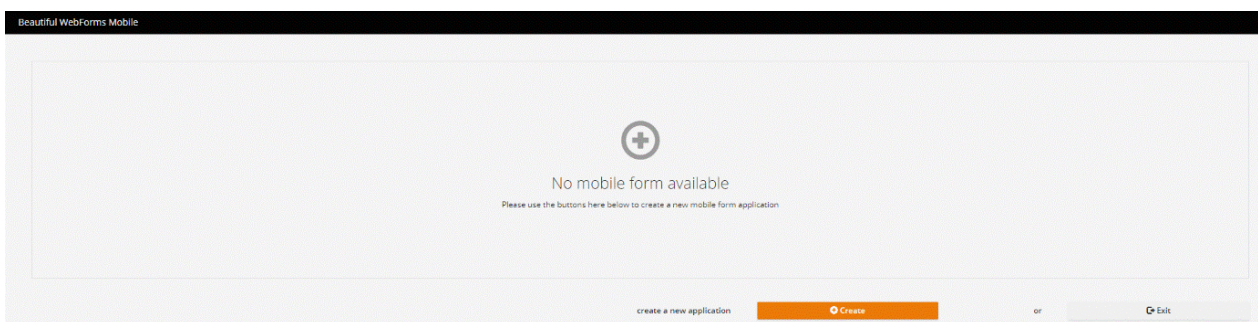 Beautiful WebForms Mobile
No mobile form available
Please use the buttons here below to create a new mobile form application
create a new application Create or Exit